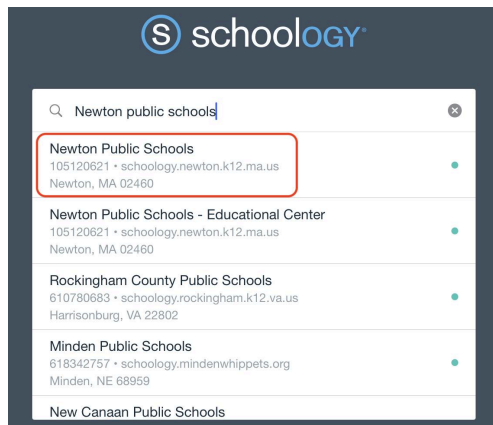 S schoology®
Newton public schools
Newton Public Schools
105120621 • schoology.newton.k12.ma.us
Newton, MA 02460
Newton Public Schools - Educational Center
105120621 • schoology.newton.k12.ma.us
Newton, MA 02460
Rockingham County Public Schools
610780683 • schoology.rockingham.k12.va.us
Harrisonburg, VA 22802
Minden Public Schools
618342757 • schoology.mindenwhippets.org
Minden, NE 68959
New Canaan Public Schools